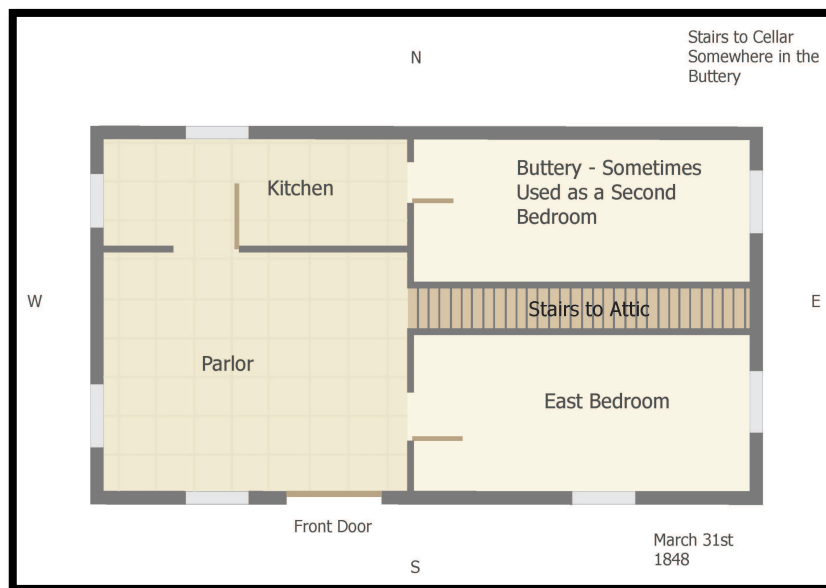 Stairs to Cellar
Somewhere in the
Buttery
N
Kitchen
Buttery - Sometimes
Used as a Second
Bedroom
W
Stairs to Attic
E
Parlor
East Bedroom
Front Door
March 31st
1848
S